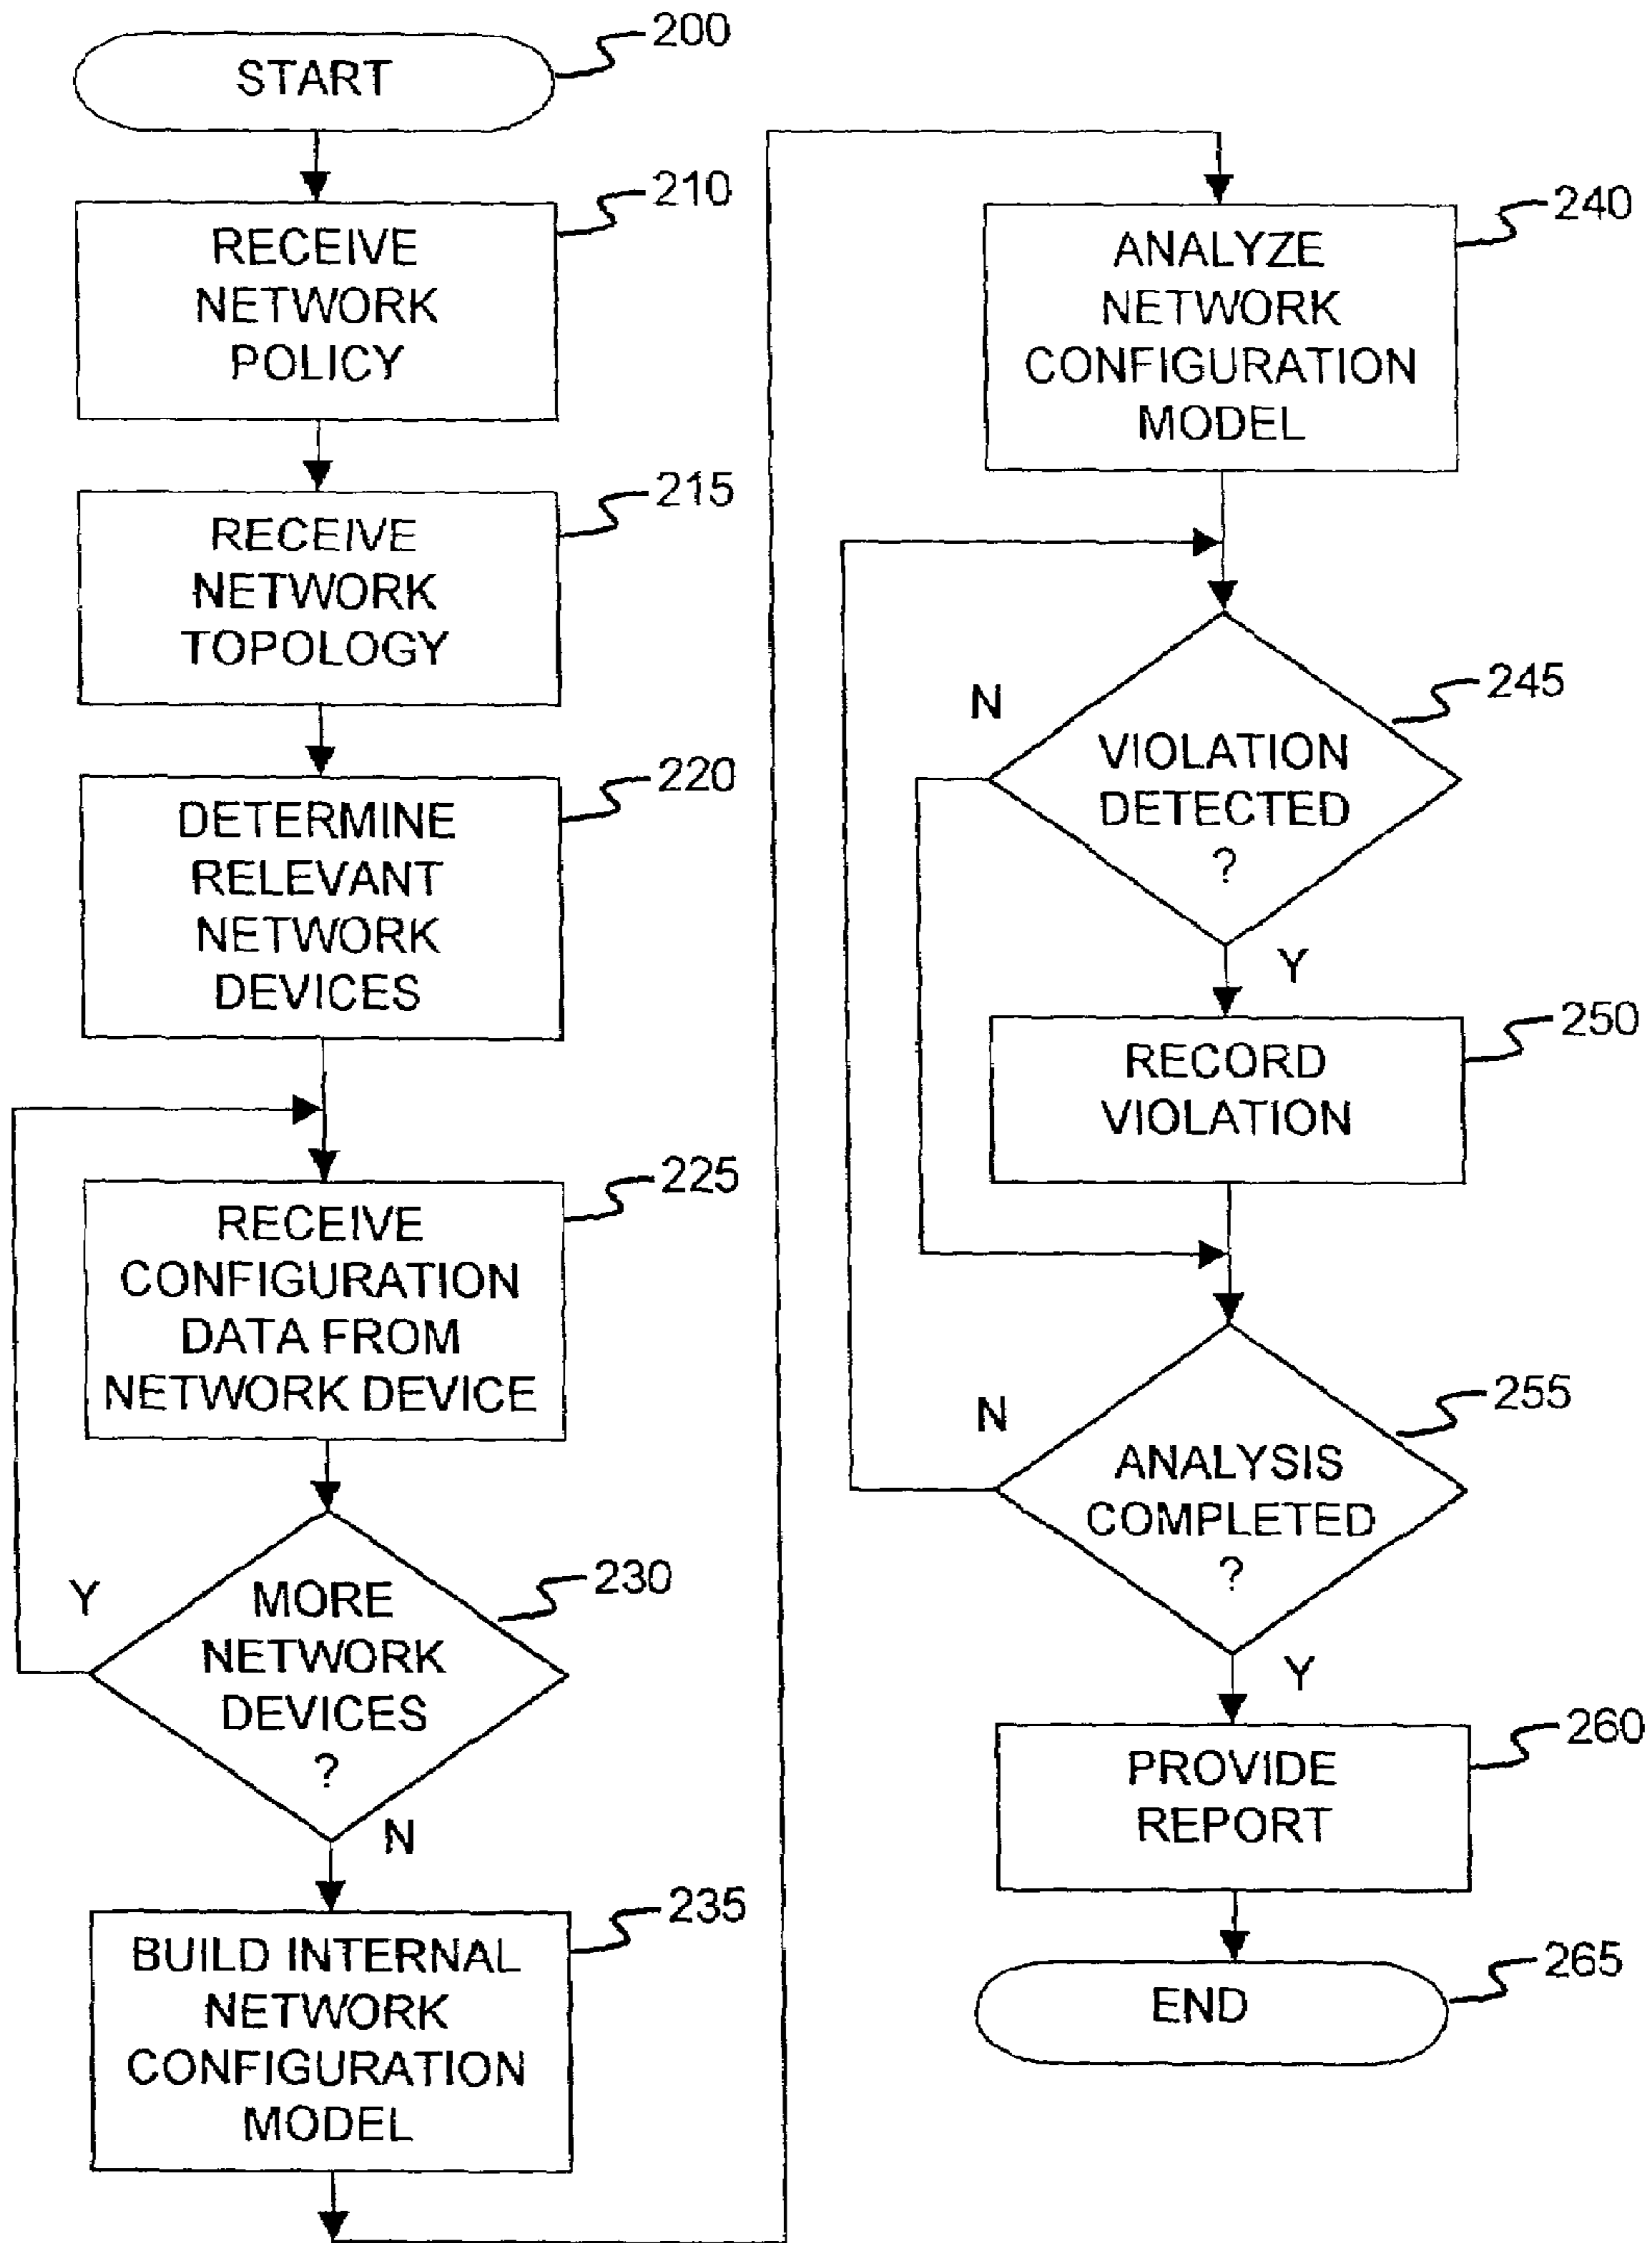 START
200
RECEIVE
NETWORK
POLICY
210
RECEIVE
NETWORK
TOPOLOGY
215
DETERMINE
RELEVANT
NETWORK
DEVICES
220
RECEIVE
CONFIGURATION
DATA FROM
NETWORK DEVICE
225
MORE
NETWORK
DEVICES
?
230
Y
N
BUILD INTERNAL
NETWORK
CONFIGURATION
MODEL
235
ANALYZE
NETWORK
CONFIGURATION
MODEL
240
VIOLATION
DETECTED
?
245
N
Y
RECORD
VIOLATION
250
ANALYSIS
COMPLETED
?
255
N
Y
PROVIDE
REPORT
260
END
265